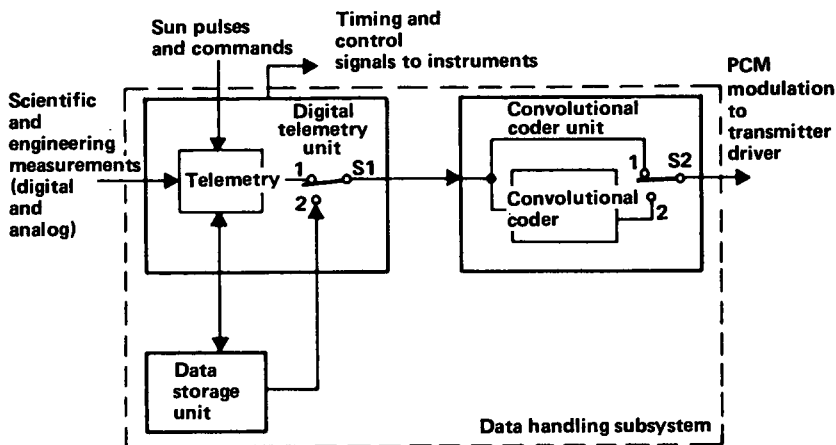 Sun pulses
and commands
Timing and
control
signals to instruments
PCM
modulation
to
transmitter
driver
Scientific
and
engineering
measurements
(digital
and
analog)
Digital
telemetry
unit
Telemetry
1
S1
2
Convolutional
coder unit
1
S2
Convolutional
coder
2
Data
storage
unit
Data handling subsystem